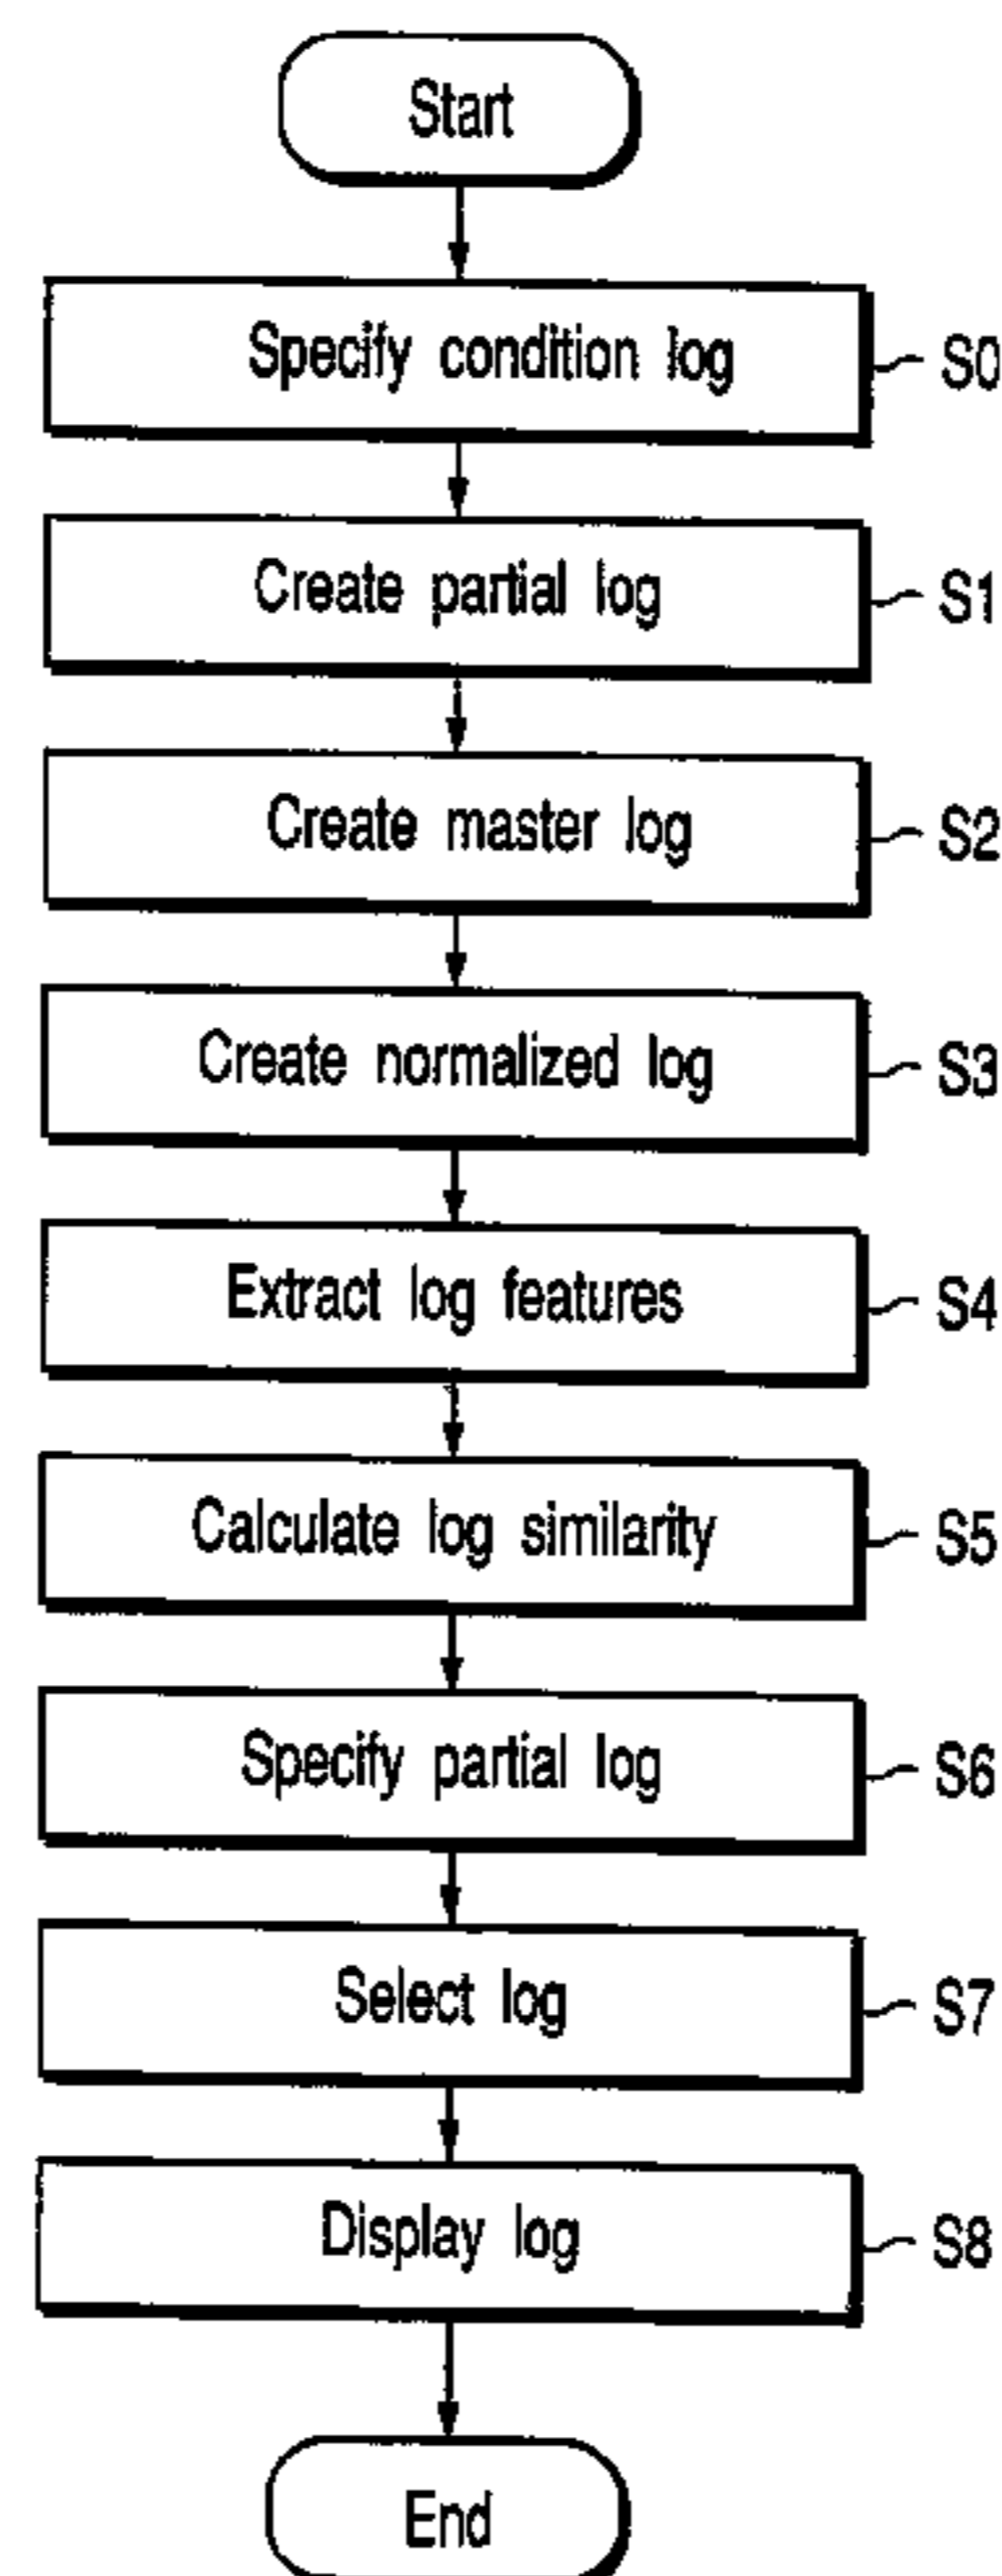 Start
Specify condition log
S0
Create partial log
S1
Create master log
S2
Create normalized log
S3
Extract log features
S4
Calculate log similarity
S5
Specify partial log
S6
Select log
S7
Display log
S8
End